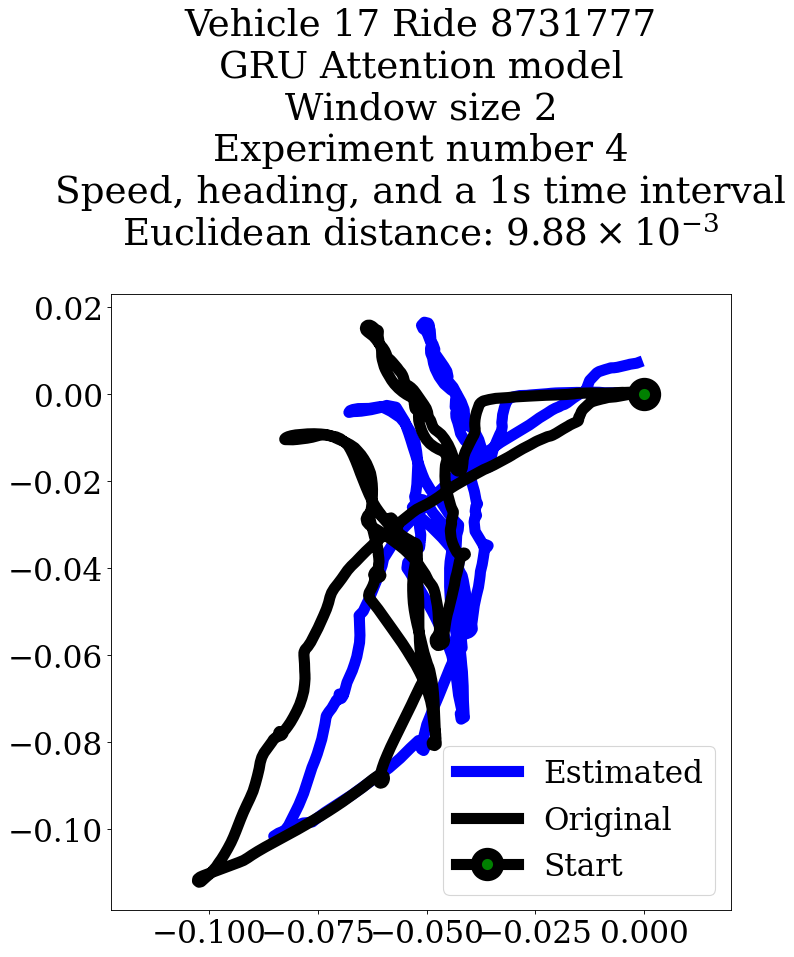 Vehicle 17 Ride 8731777
GRU Attention model
Window size 2
Experiment number 4
Speed, heading, and a 1s time interval
Euclidean distance: 9.88 × 10⁻³
0.02
0.00
−0.02
−0.04
−0.06
−0.08
−0.10
Estimated
Original
Start
−0.100 −0.075 −0.050 −0.025 0.000